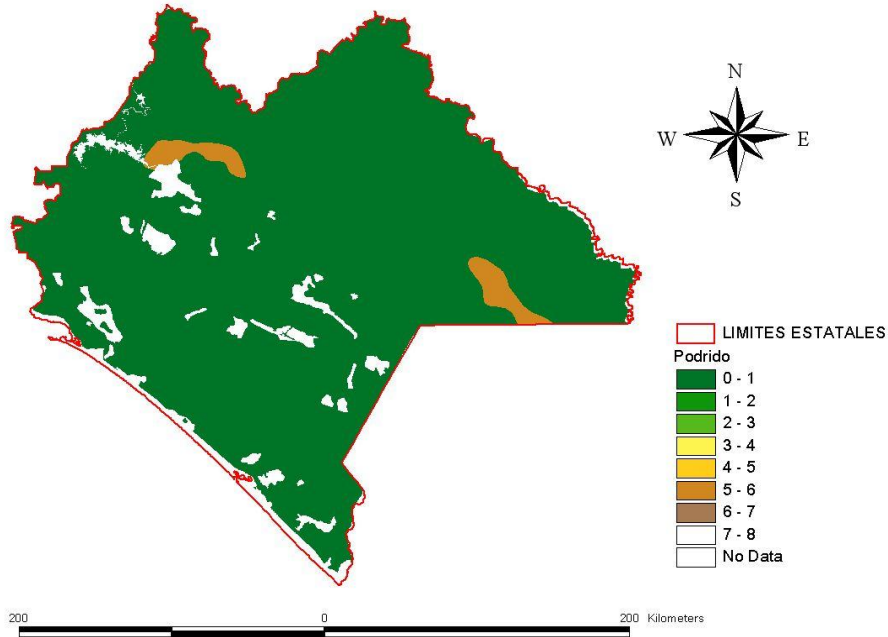 N
W E
S
LIMITES ESTATALES
Podrido
0 - 1
1 - 2
2 - 3
3 - 4
4 - 5
5 - 6
6 - 7
7 - 8
No Data
200 0 200 Kilometers